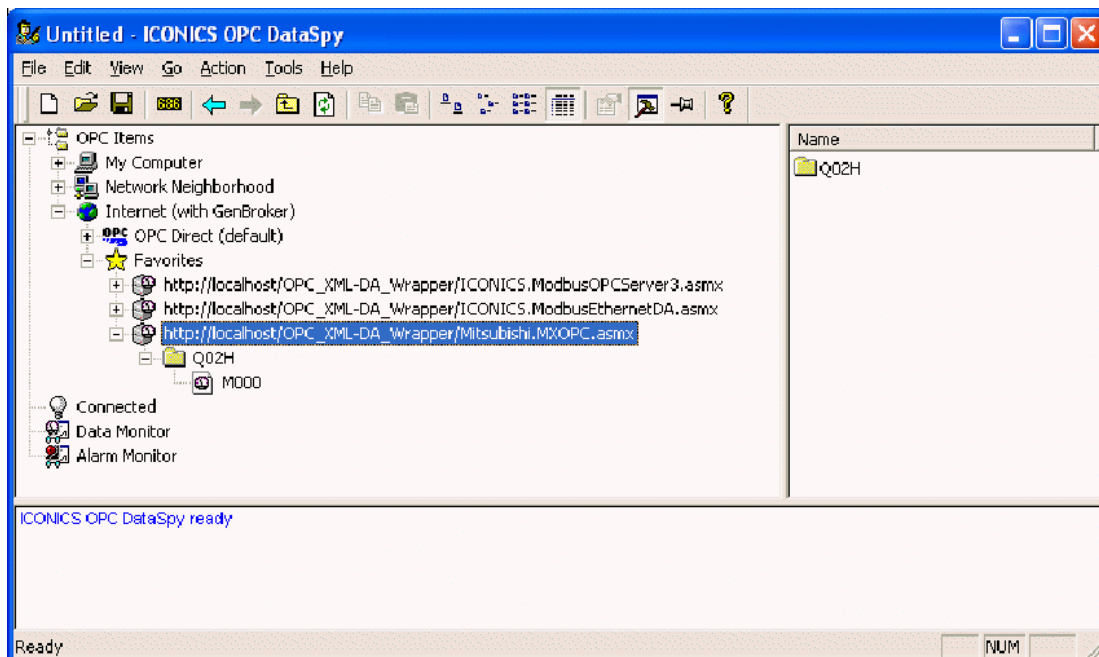 Untitled - ICONICS OPC DataSpy
File Edit View Go Action Tools Help
OPC Items
My Computer
Network Neighborhood
Internet (with GenBroker)
OPC OPC Direct (default)
Favorites
http://localhost/OPC_XML-DA_Wrapper/ICONICS.ModbusOPCServer3.asmx
http://localhost/OPC_XML-DA_Wrapper/ICONICS.ModbusEthernetDA.asmx
http://localhost/OPC_XML-DA_Wrapper/Mitsubishi.MXOPC.asmx
Q02H
M000
Connected
Data Monitor
Alarm Monitor
Name
Q02H
ICONICS OPC DataSpy ready
Ready NUM